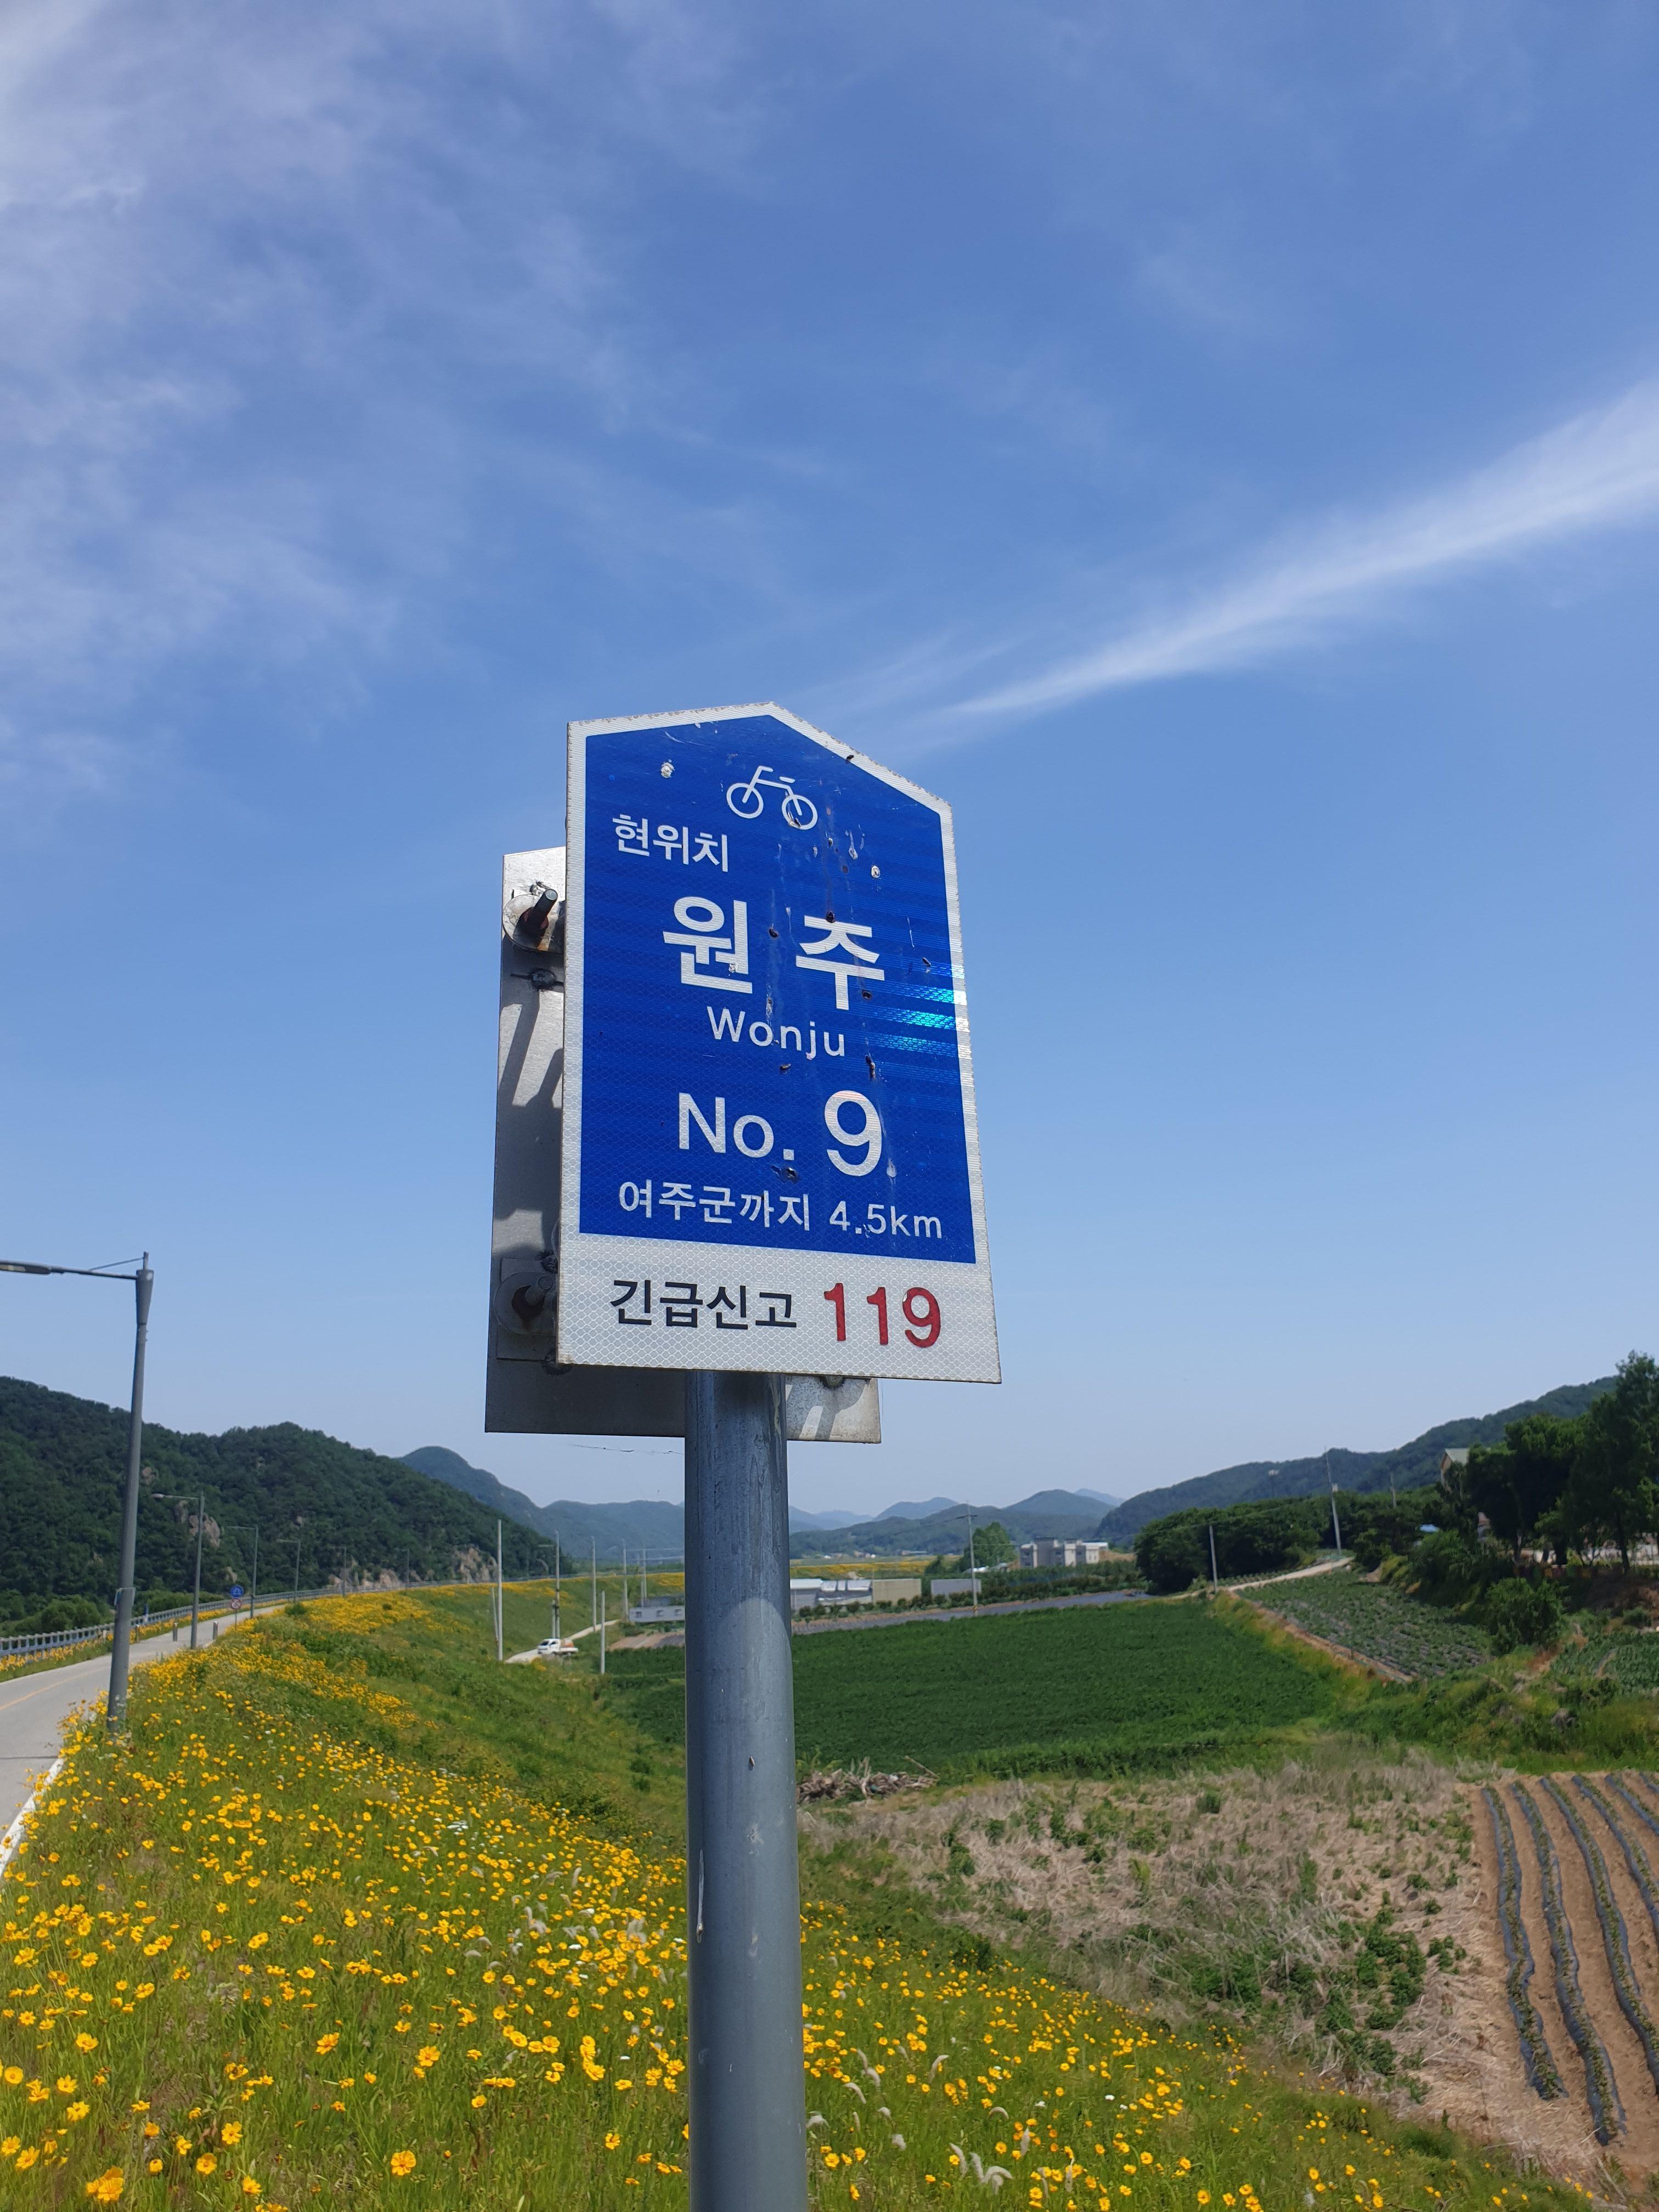 현위치
원주
Wonju
No. 9
여주군까지 4.5km
긴급신고 119